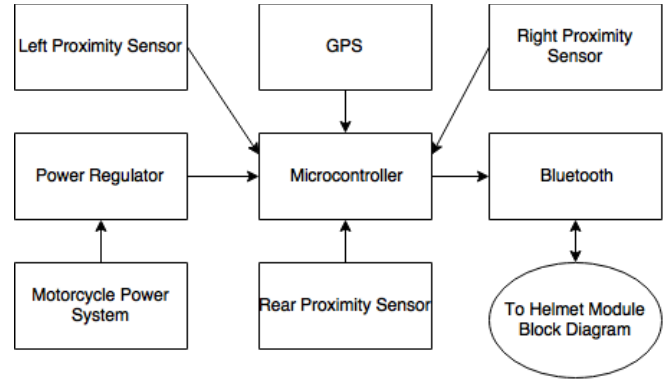 Left Proximity Sensor
GPS
Right Proximity
Sensor
Power Regulator
Microcontroller
Bluetooth
Motorcycle Power
System
Rear Proximity Sensor
To Helmet Module
Block Diagram